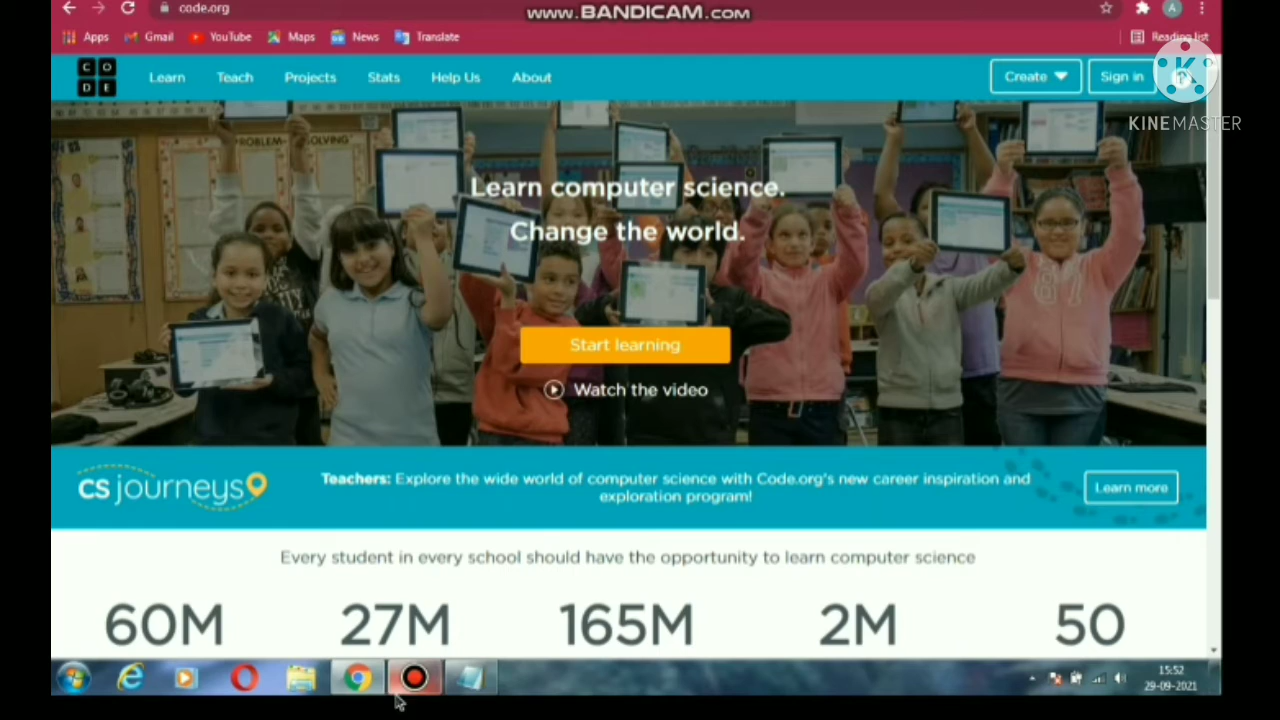 code.org
www.BANDICAM.com
Apps Gmail YouTube Maps News Translate Reading list
CODE Learn Teach Projects Stats Help Us About Create Sign in
KINEMASTER
PROBLEM-SOLVING
Learn computer science.
Change the world.
Start learning
Watch the video
cs journeys
Teachers: Explore the wide world of computer science with Code.org's new career inspiration and
exploration program!
Learn more
Every student in every school should have the opportunity to learn computer science
60M 27M 165M 2M 50
15:52
29-09-2021